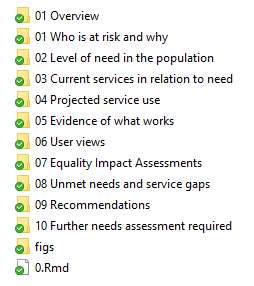 01 Overview
01 Who is at risk and why
02 Level of need in the population
03 Current services in relation to need
04 Projected service use
05 Evidence of what works
06 User views
07 Equality Impact Assessments
08 Unmet needs and service gaps
09 Recommendations
10 Further needs assessment required
figs
0.Rmd